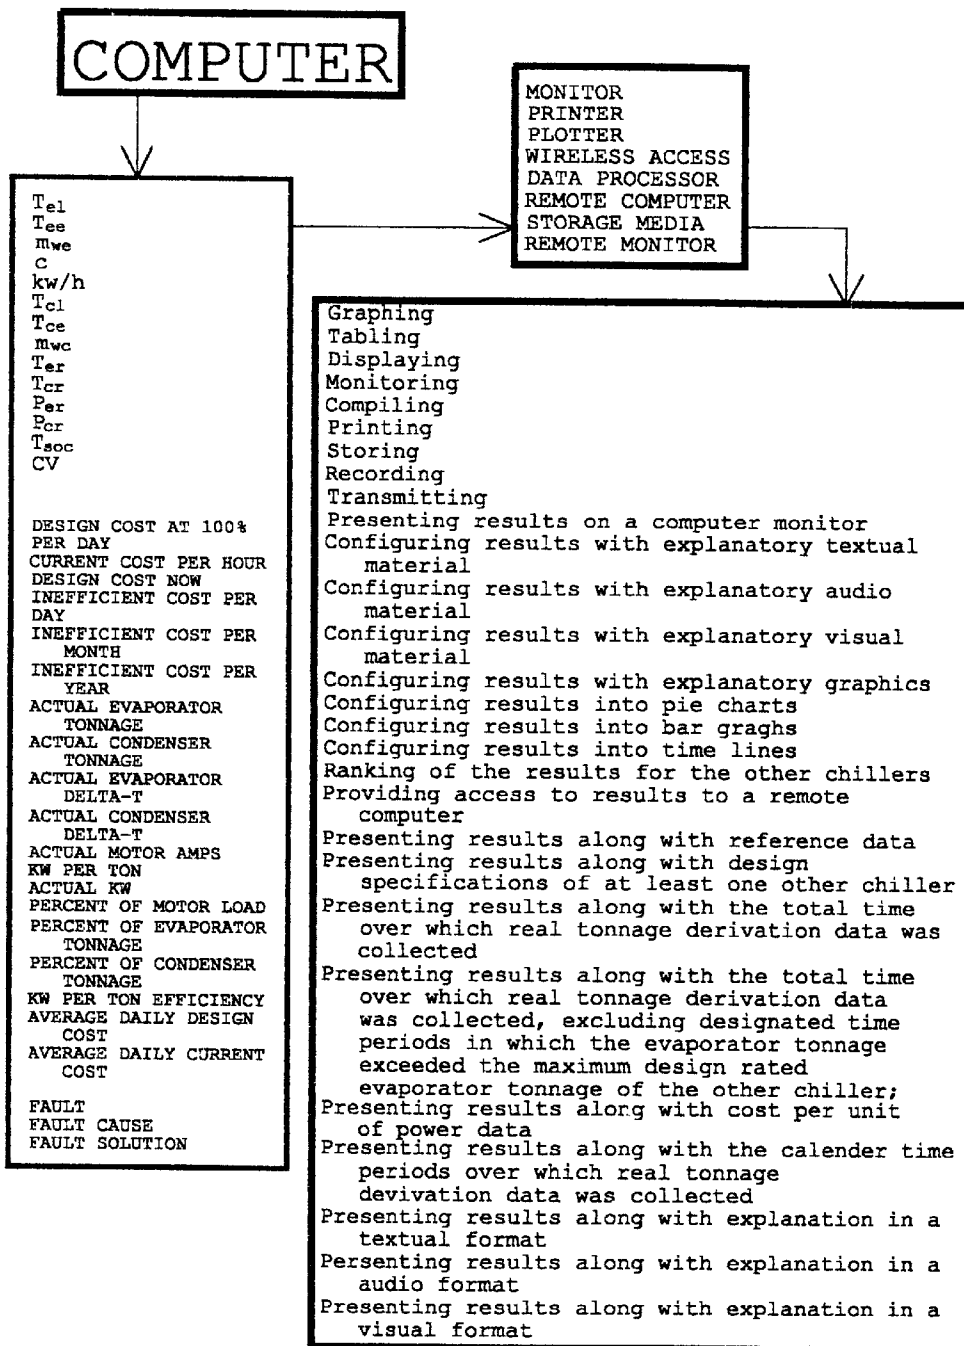 COMPUTER
MONITOR
PRINTER
PLOTTER
WIRELESS ACCESS
DATA PROCESSOR
REMOTE COMPUTER
STORAGE MEDIA
REMOTE MONITOR
Tel
Tee
mwe
C
kw/h
Tcl
Tce
mwc
Ter
Tcr
Per
Pcr
Tsoc
CV
DESIGN COST AT 100%
PER DAY
CURRENT COST PER HOUR
DESIGN COST NOW
INEFFICIENT COST PER
DAY
INEFFICIENT COST PER
MONTH
INEFFICIENT COST PER
YEAR
ACTUAL EVAPORATOR
TONNAGE
ACTUAL CONDENSER
TONNAGE
ACTUAL EVAPORATOR
DELTA-T
ACTUAL CONDENSER
DELTA-T
ACTUAL MOTOR AMPS
KW PER TON
ACTUAL KW
PERCENT OF MOTOR LOAD
PERCENT OF EVAPORATOR
TONNAGE
PERCENT OF CONDENSER
TONNAGE
KW PER TON EFFICIENCY
AVERAGE DAILY DESIGN
COST
AVERAGE DAILY CURRENT
COST
FAULT
FAULT CAUSE
FAULT SOLUTION
Graphing
Tabling
Displaying
Monitoring
Compiling
Printing
Storing
Recording
Transmitting
Presenting results on a computer monitor
Configuring results with explanatory textual
material
Configuring results with explanatory audio
material
Configuring results with explanatory visual
material
Configuring results with explanatory graphics
Configuring results into pie charts
Configuring results into bar graghs
Configuring results into time lines
Ranking of the results for the other chillers
Providing access to results to a remote
computer
Presenting results along with reference data
Presenting results along with design
specifications of at least one other chiller
Presenting results along with the total time
over which real tonnage derivation data was
collected
Presenting results along with the total time
over which real tonnage derivation data
was collected, excluding designated time
periods in which the evaporator tonnage
exceeded the maximum design rated
evaporator tonnage of the other chiller;
Presenting results along with cost per unit
of power data
Presenting results along with the calender time
periods over which real tonnage
devivation data was collected
Presenting results along with explanation in a
textual format
Persenting results along with explanation in a
audio format
Presenting results along with explanation in a
visual format